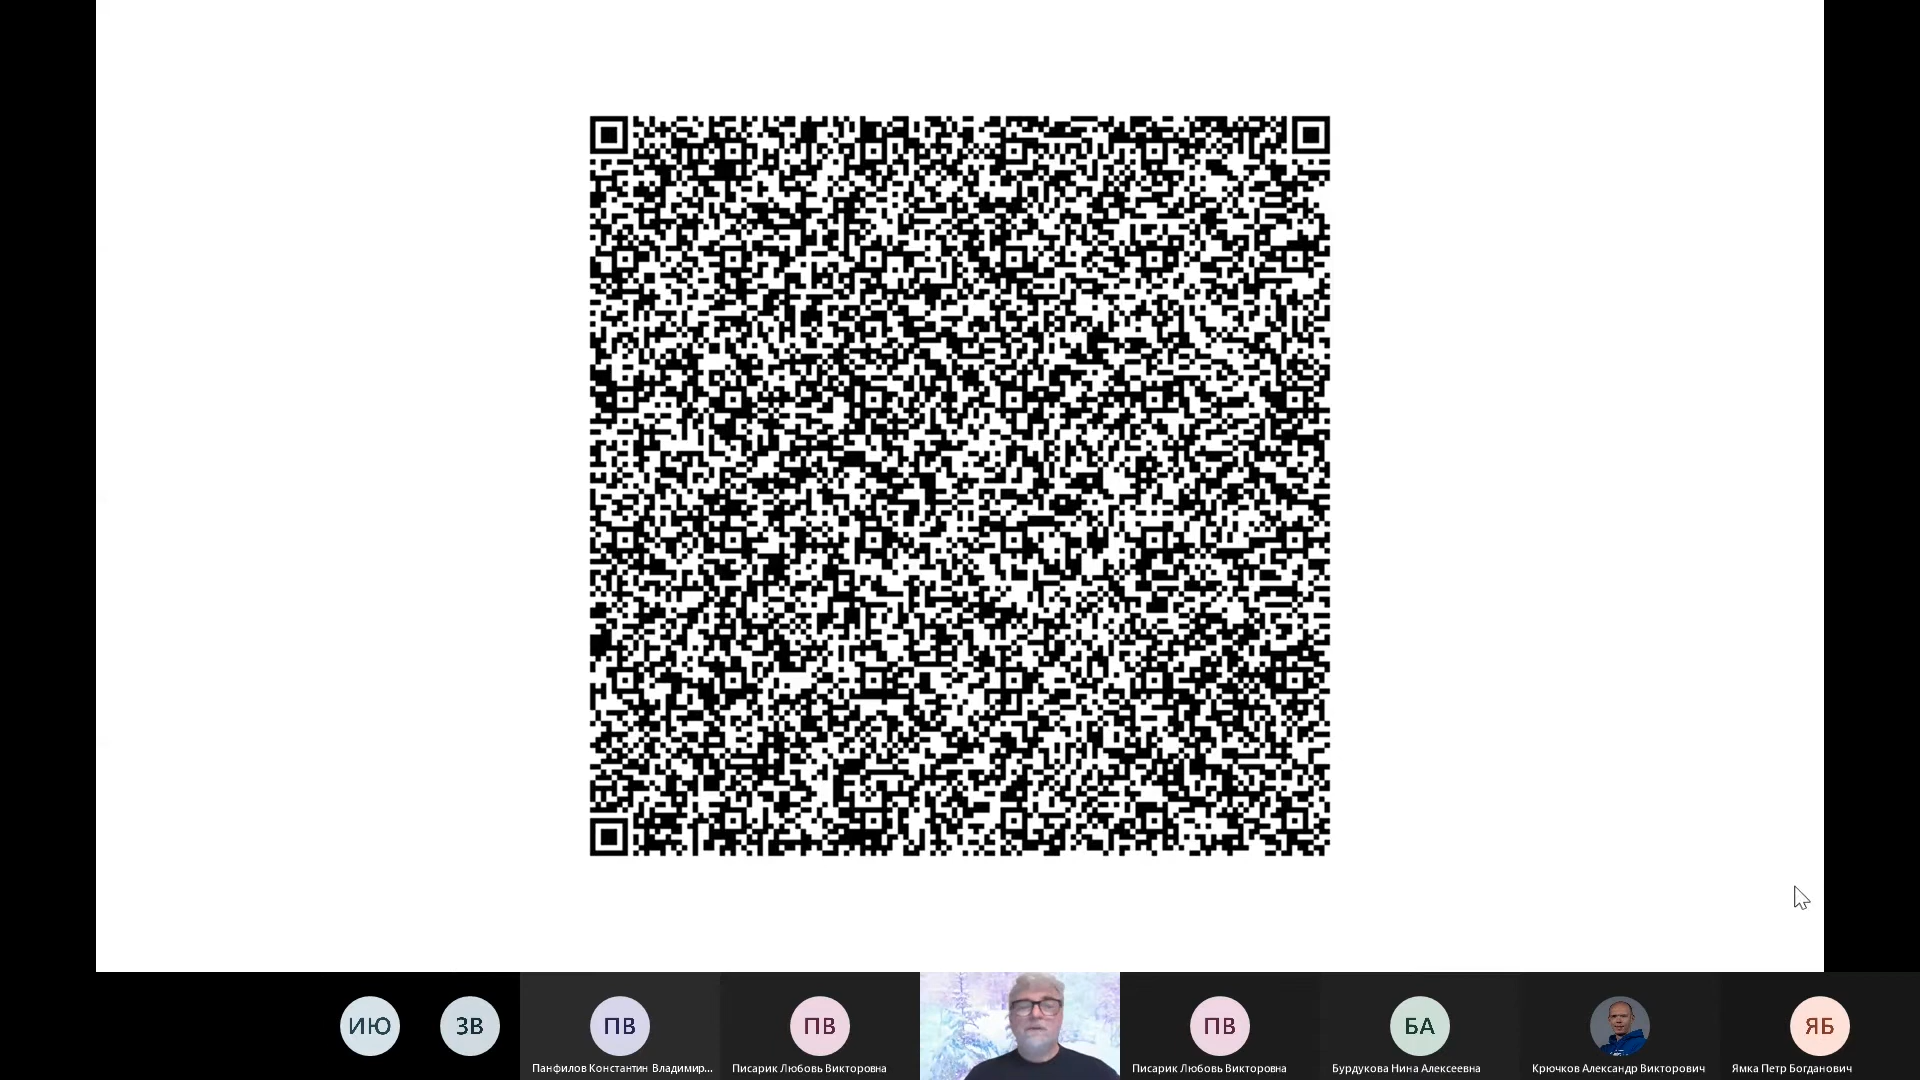 ИЮ
ЗВ
ПВ
Панфилов Константин Владимир...
ПВ
Писарик Любовь Викторовна
ПВ
Писарик Любовь Викторовна
БА
Бурдукова Нина Алексеевна
Крючков Александр Викторович
ЯБ
Ямка Петр Богданович